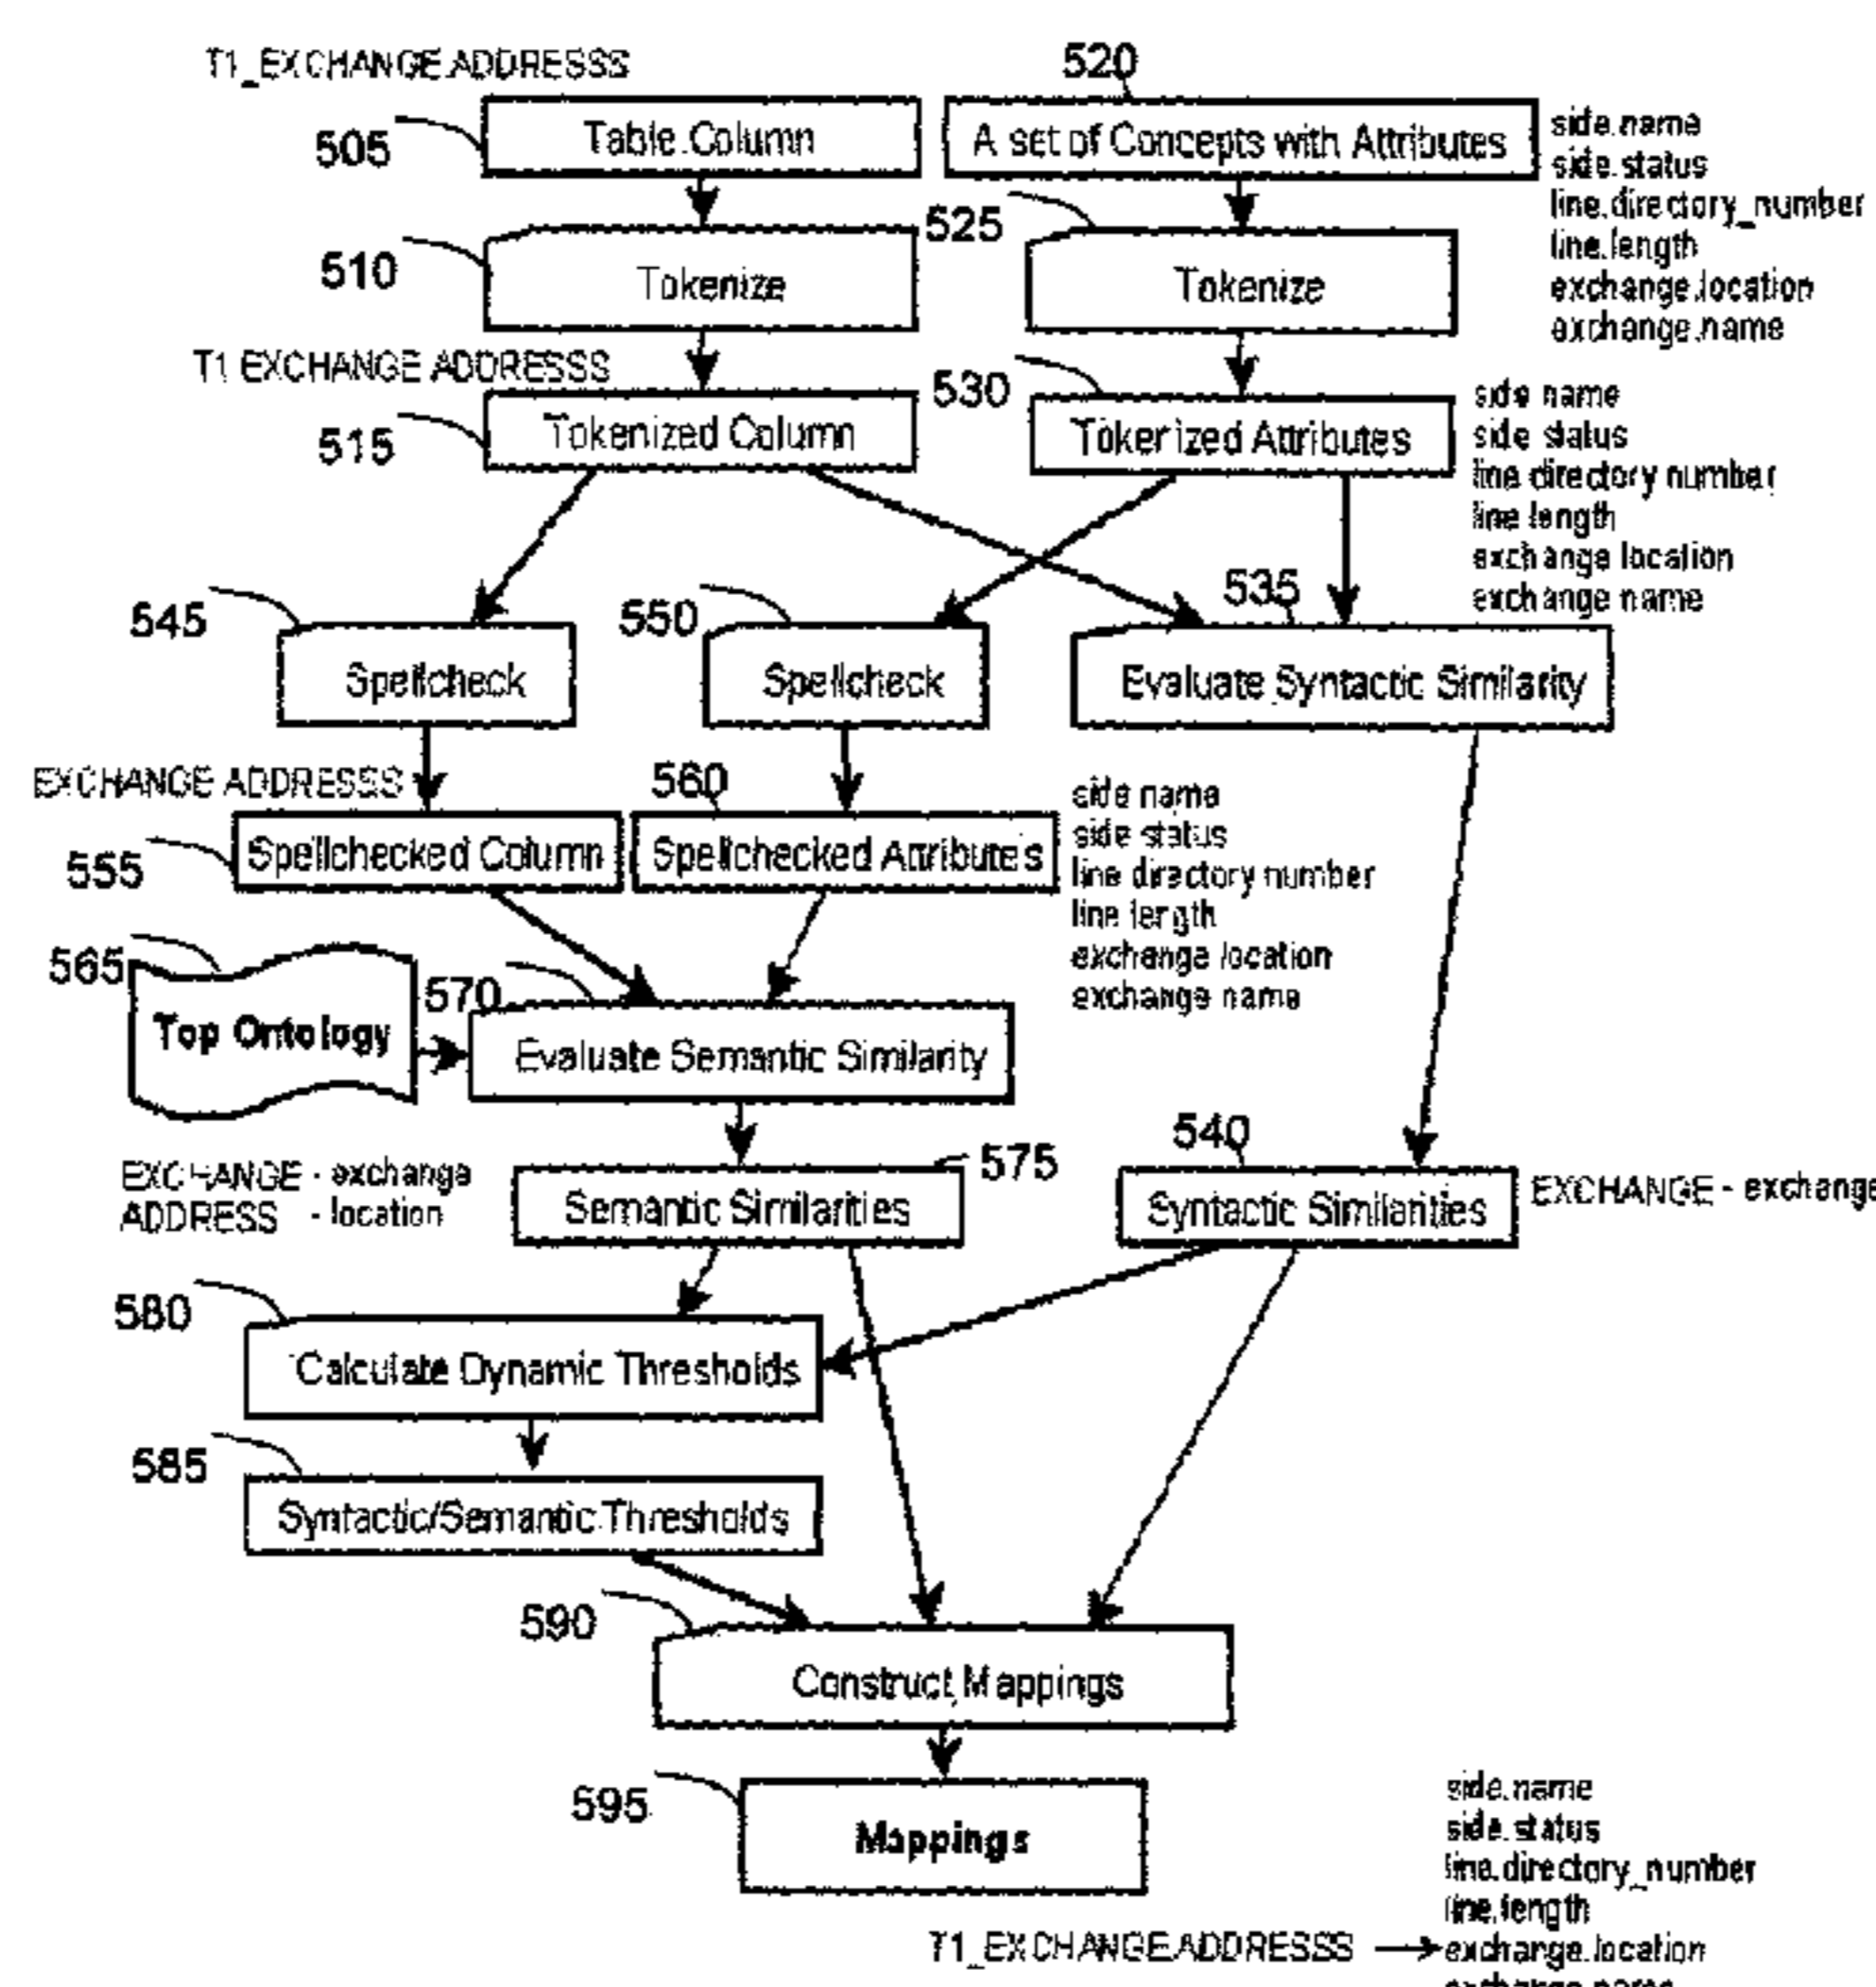 T1_EXCHANGE.ADDRESSS
520
505
Table.Column
A set of Concepts with Attributes
side.name
side.status
line.directory_number
line.length
exchange.location
exchange.name
510
Tokenize
525
Tokenize
T1 EXCHANGE ADDRESSS
515
Tokenized Column
530
Tokenized Attributes
side name
side status
line directory number
line length
exchange location
exchange name
545
Spellcheck
550
Spellcheck
535
Evaluate Syntactic Similarity
EXCHANGE ADDRESSS
555
Spellchecked Column
560
Spellchecked Attributes
side name
side status
line directory number
line length
exchange location
exchange name
565
Top Ontology
570
Evaluate Semantic Similarity
EXCHANGE - exchange
ADDRESS - location
Semantic Similarities
575
540
Syntactic Similarities
EXCHANGE - exchange
580
Calculate Dynamic Thresholds
585
Syntactic/Semantic Thresholds
590
Construct Mappings
595
Mappings
side.name
side.status
line.directory_number
line.length
T1_EXCHANGE.ADDRESSS → exchange.location